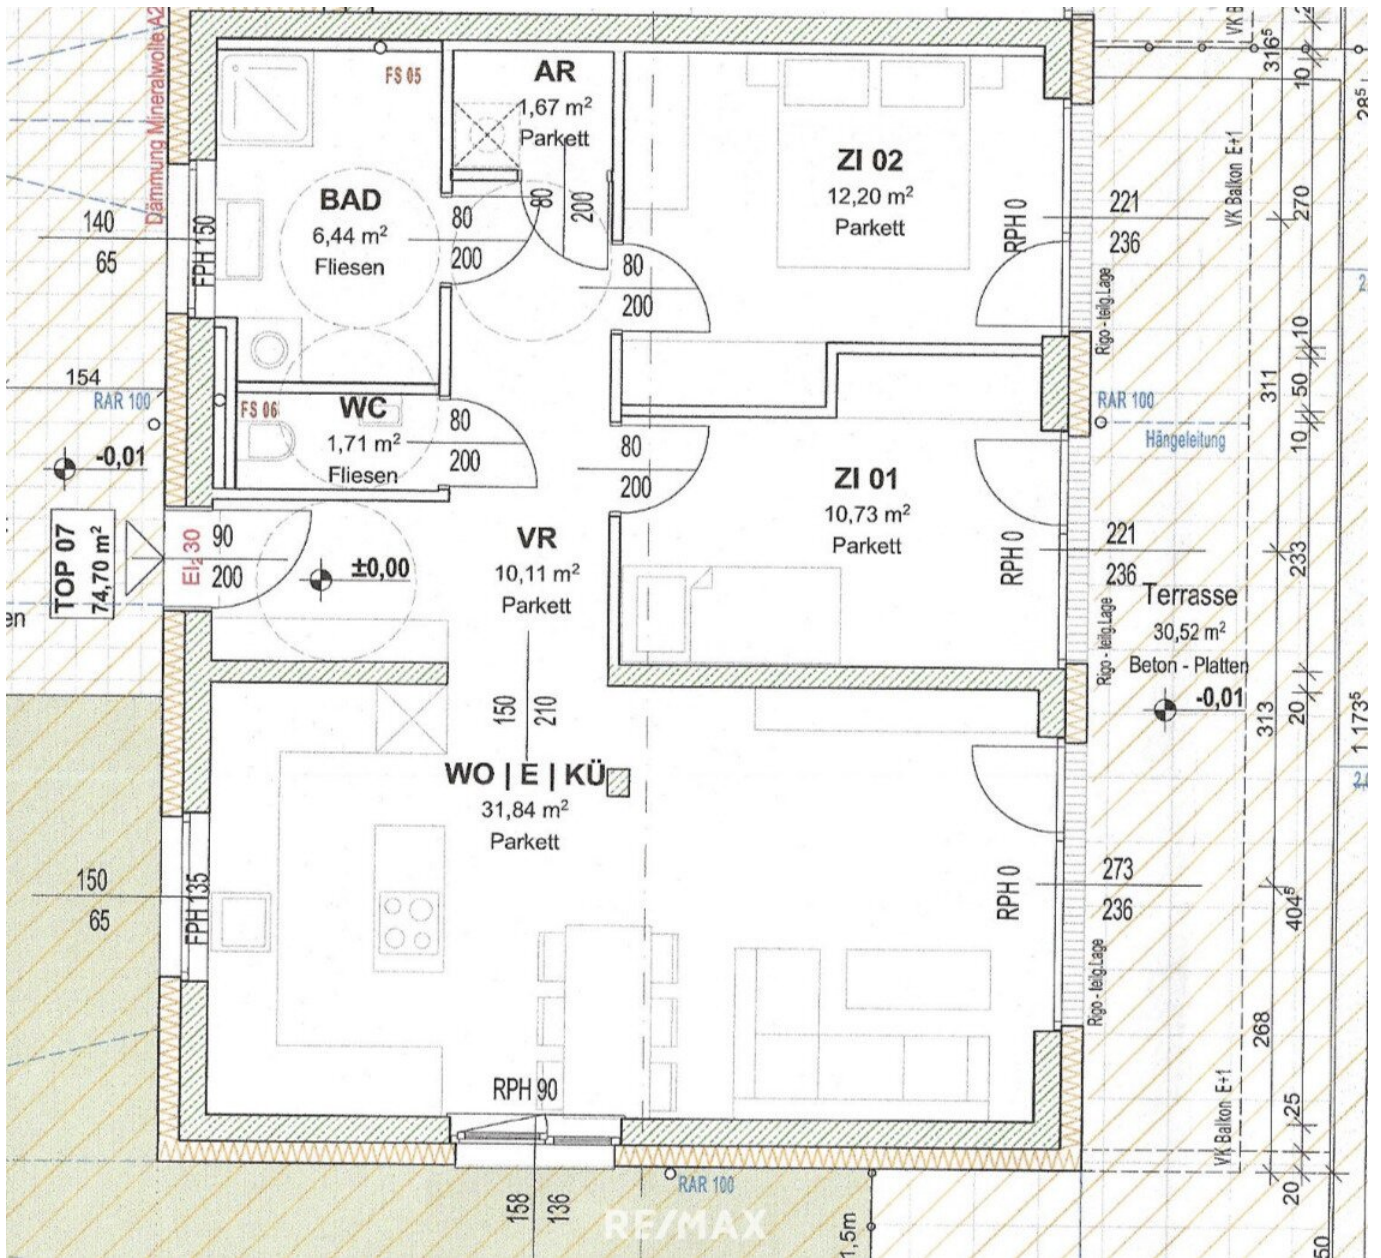 Dämmung Mineralwolle A2
FS 05
AR
1,67 m²
Parkett
80
200
BAD
6,44 m²
Fliesen
80
200
ZI 02
12,20 m²
Parkett
80
200
RPH 0
221
236
Rigo - teilg.Lage
VK Balkon E+1
316⁵
10
270
28⁵
140
65
FPH 150
154
RAR 100
-0,01
FS 06
WC
1,71 m²
Fliesen
80
200
10
50
10
311
RAR 100
Hängeleitung
TOP 07
74,70 m²
EI₂ 30
90
200
±0,00
VR
10,11 m²
Parkett
80
200
ZI 01
10,73 m²
Parkett
RPH 0
221
236
Rigo - teilg.Lage
233
Terrasse
30,52 m²
Beton - Platten
-0,01
313
20
1 173⁵
en
150
210
WO | E | KÜ
31,84 m²
Parkett
150
65
FPH 135
RPH 0
273
236
Rigo - teilg.Lage
404⁵
268
RPH 90
VK Balkon E+1
25
20
158
136
RAR 100
1,5m
50
RE/MAX